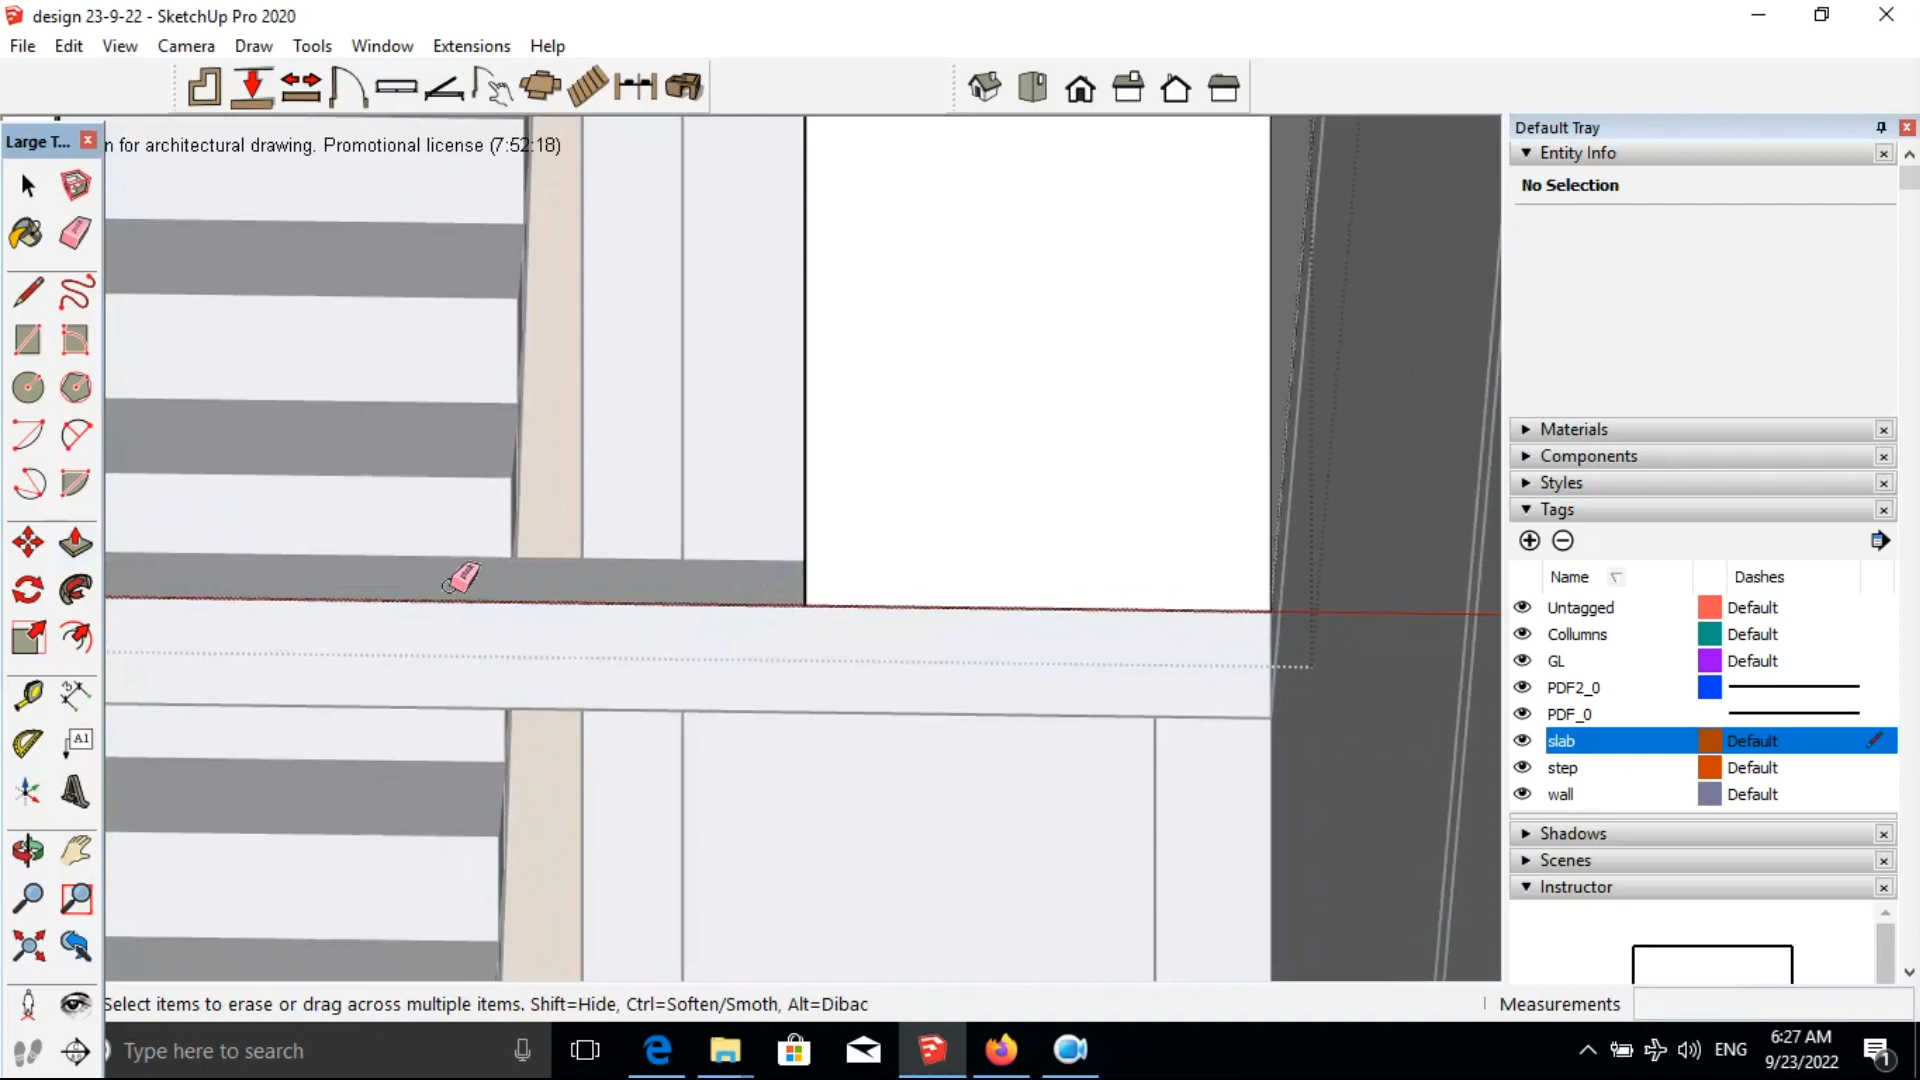 design 23-9-22 - SketchUp Pro 2020
File Edit View Camera Draw Tools Window Extensions Help
Large T...
n for architectural drawing. Promotional license (7:52:18)
Default Tray
Entity Info
No Selection
Materials
Components
Styles
Tags
Name Dashes
Untagged Default
Collumns Default
GL Default
PDF2_0
PDF_0
slab Default
step Default
wall Default
Shadows
Scenes
Instructor
A1
Select items to erase or drag across multiple items. Shift=Hide, Ctrl=Soften/Smoth, Alt=Dibac
Measurements
Type here to search
ENG
6:27 AM
9/23/2022
1